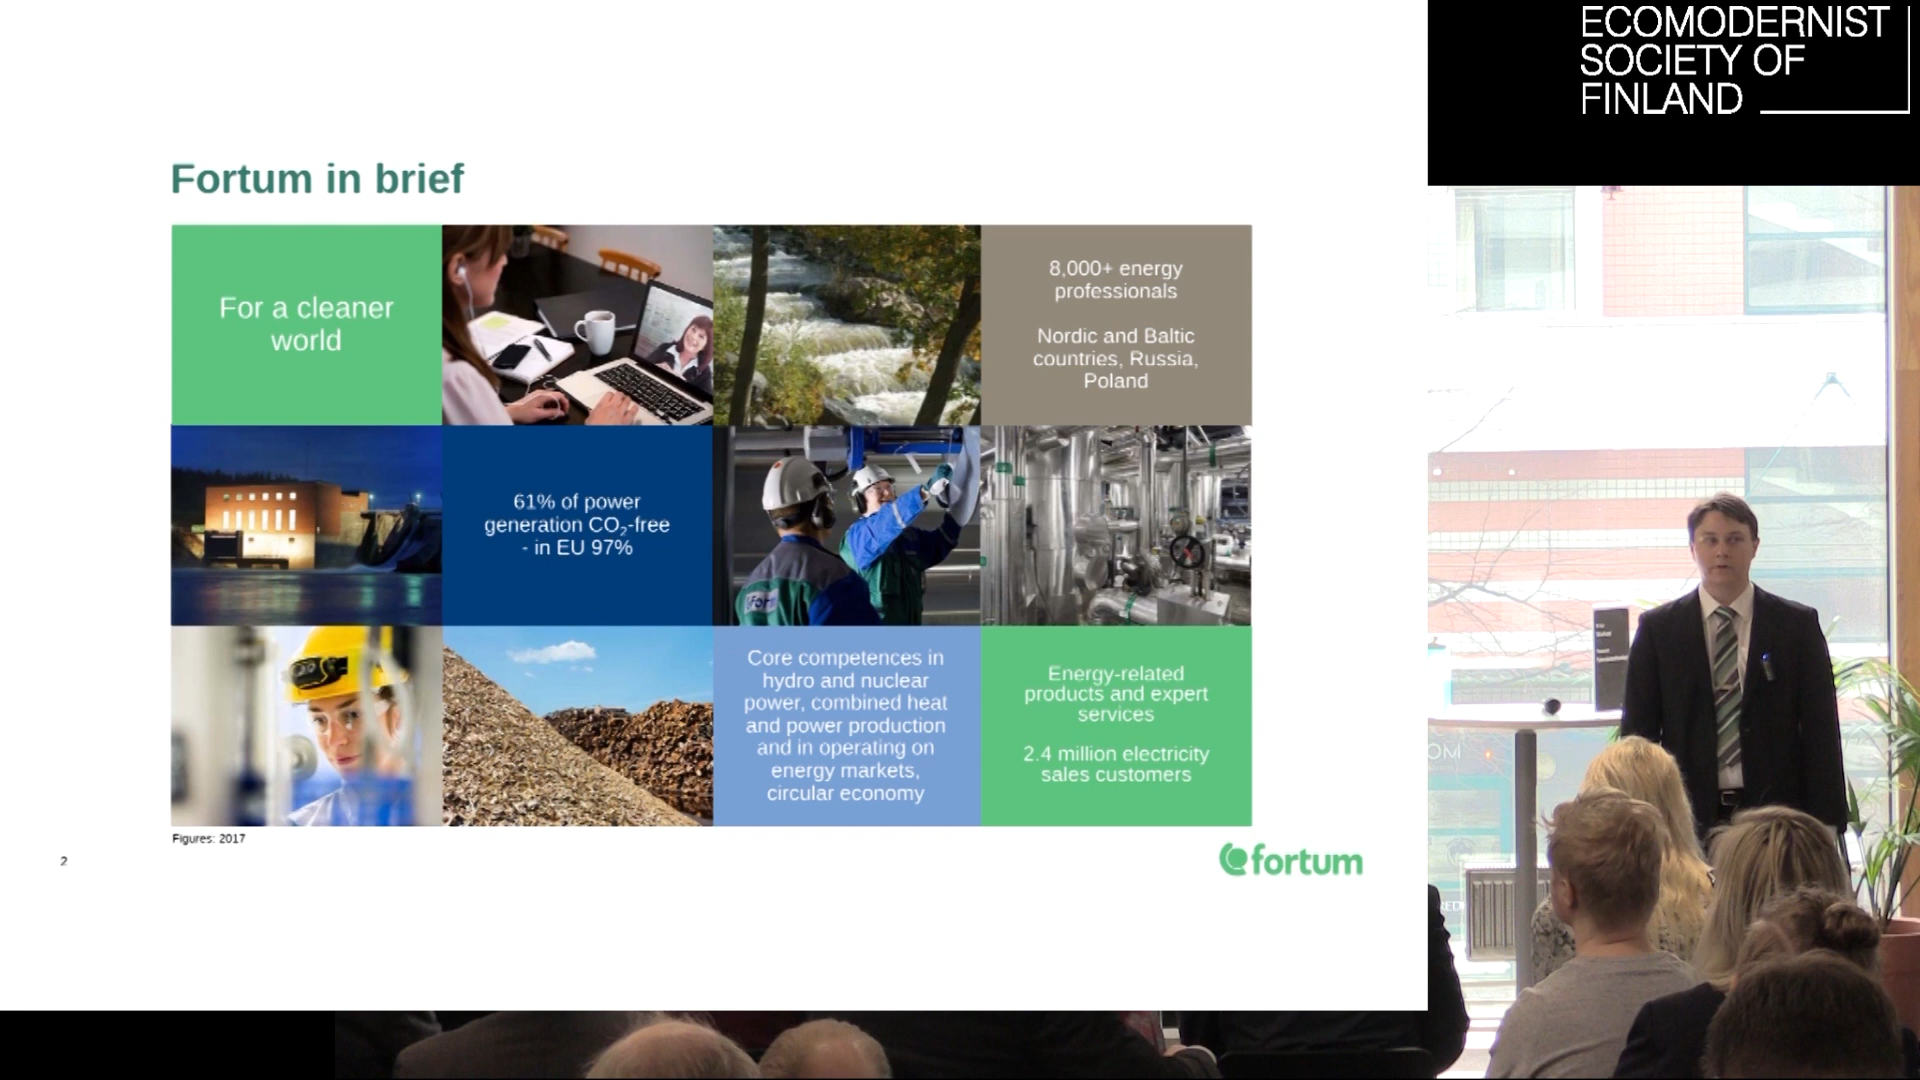 ECOMODERNIST
SOCIETY OF
FINLAND
Fortum in brief
For a cleaner
world
8,000+ energy
professionals
Nordic and Baltic
countries, Russia,
Poland
61% of power
generation CO₂-free
- in EU 97%
fortum
Core competences in
hydro and nuclear
power, combined heat
and power production
and in operating on
energy markets,
circular economy
Energy-related
products and expert
services
2.4 million electricity
sales customers
Figures: 2017
2
fortum